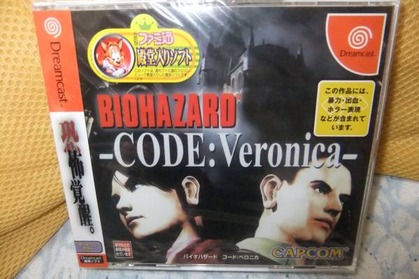 Dreamcast
ファミ通
殿堂入りソフト
Dreamcast
この作品には、
暴力・出血・
ホラー表現
などが含まれて
います。
BIOHAZARD
-CODE:Veronica-
覚醒。
CAPCOM
バイオハザード コード:ベロニカ
Dreamcast